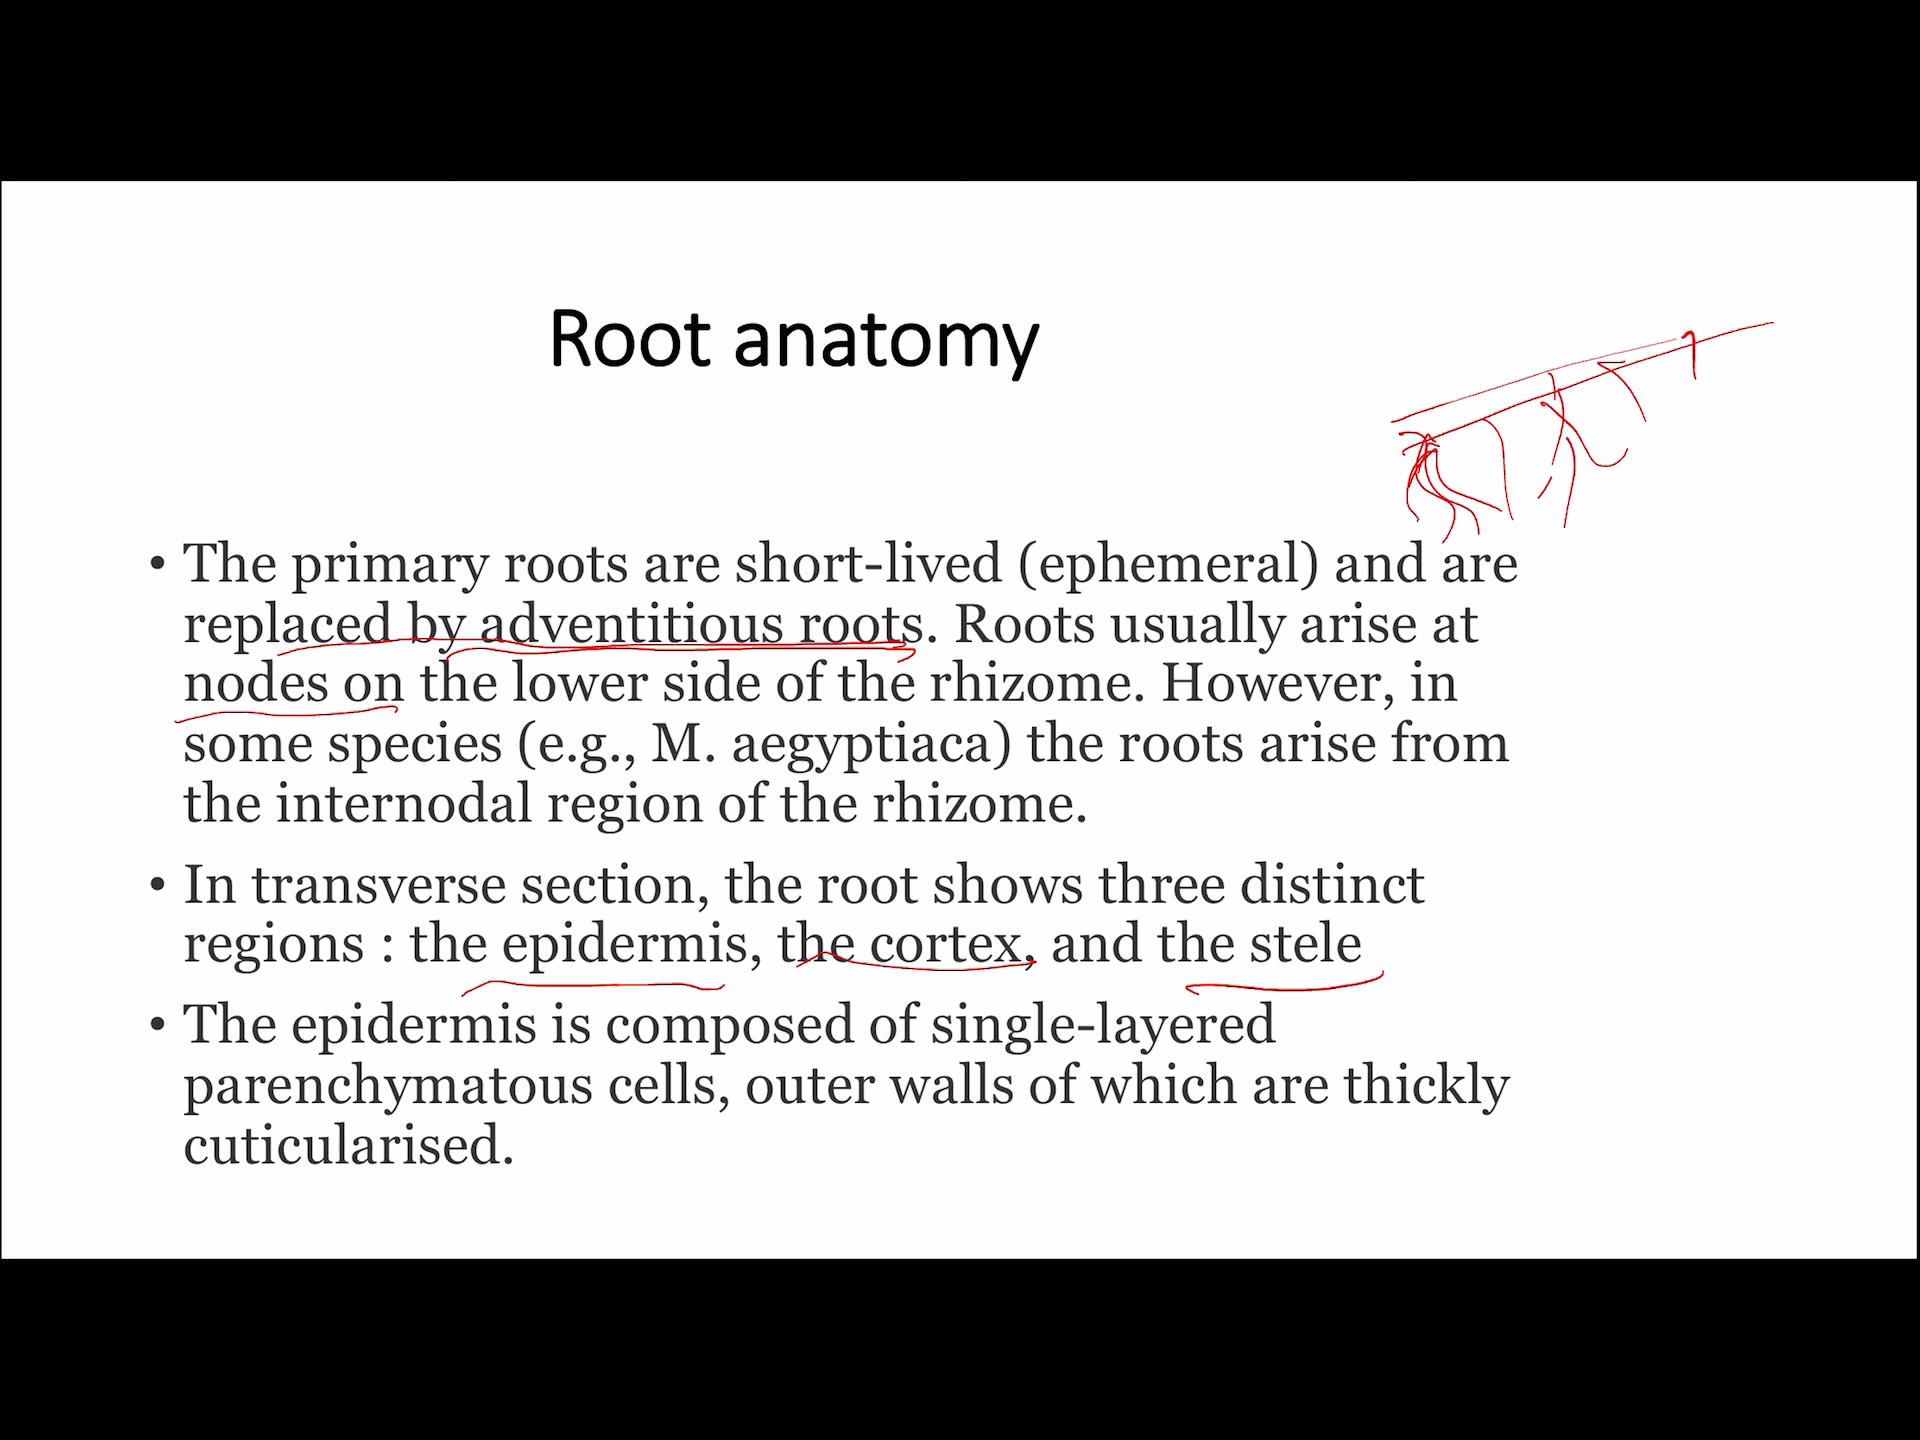 Root anatomy
• The primary roots are short-lived (ephemeral) and are
replaced by adventitious roots. Roots usually arise at
nodes on the lower side of the rhizome. However, in
some species (e.g., M. aegyptiaca) the roots arise from
the internodal region of the rhizome.
• In transverse section, the root shows three distinct
regions : the epidermis, the cortex, and the stele
• The epidermis is composed of single-layered
parenchymatous cells, outer walls of which are thickly
cuticularised.